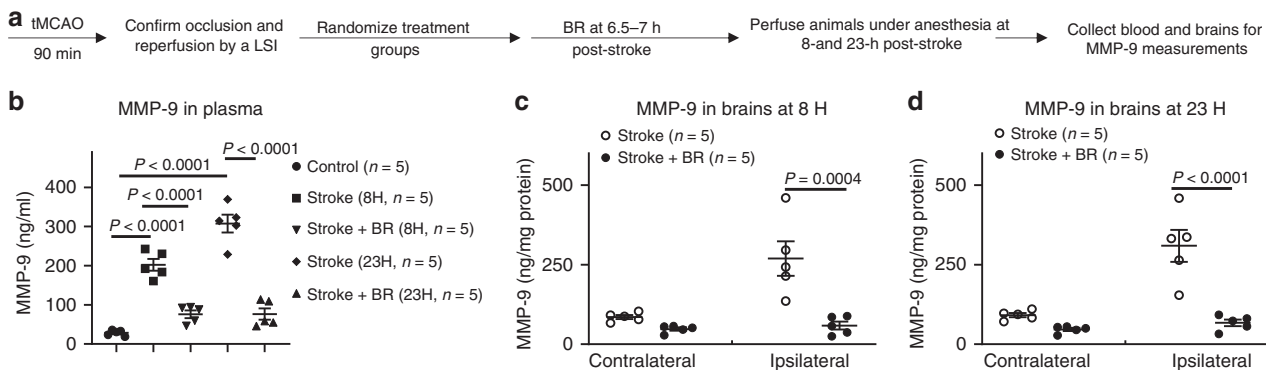 a
tMCAO
90 min
Confirm occlusion and
reperfusion by a LSI
Randomize treatment
groups
BR at 6.5–7 h
post-stroke
Perfuse animals under anesthesia at
8-and 23-h post-stroke
Collect blood and brains for
MMP-9 measurements
b
MMP-9 in plasma
MMP-9 (ng/ml)
400
300
200
100
0
P < 0.0001
P < 0.0001
P < 0.0001
P < 0.0001
Control (n = 5)
Stroke (8H, n = 5)
Stroke + BR (8H, n = 5)
Stroke (23H, n = 5)
Stroke + BR (23H, n = 5)
c
MMP-9 in brains at 8 H
Stroke (n = 5)
Stroke + BR (n = 5)
MMP-9 (ng/mg protein)
500
250
0
P = 0.0004
Contralateral
Ipsilateral
d
MMP-9 in brains at 23 H
Stroke (n = 5)
Stroke + BR (n = 5)
MMP-9 (ng/mg protein)
500
250
0
P < 0.0001
Contralateral
Ipsilateral